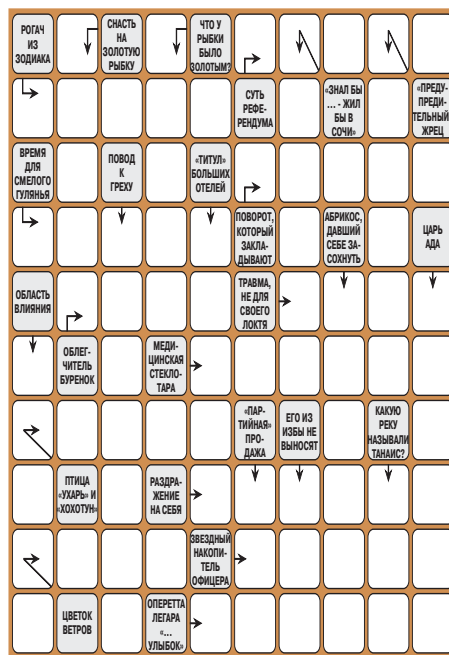 РОГАЧ
ИЗ
ЗОДИАКА
СНАСТЬ
НА
ЗОЛОТУЮ
РЫБКУ
ЧТО У
РЫБКИ
БЫЛО
ЗОЛОТЫМ?
СУТЬ
РЕФЕ-
РЕНДУМА
«ЗНАЛ БЫ
... - ЖИЛ
БЫ В
СОЧИ»
«ПРЕДУ-
ПРЕДИ-
ТЕЛЬНЫЙ»
ЖРЕЦ
ВРЕМЯ
ДЛЯ
СМЕЛОГО
ГУЛЯНЬЯ
ПОВОД
К
ГРЕХУ
«ТИТУЛ»
БОЛЬШИХ
ОТЕЛЕЙ
ПОВОРОТ,
КОТОРЫЙ
ЗАКЛА-
ДЫВАЮТ
АБРИКОС,
ДАВШИЙ
СЕБЕ ЗА-
СОХНУТЬ
ЦАРЬ
АДА
ОБЛАСТЬ
ВЛИЯНИЯ
ТРАВМА,
НЕ ДЛЯ
СВОЕГО
ЛОКТЯ
ОБЛЕГ-
ЧИТЕЛЬ
БУРЕНОК
МЕДИ-
ЦИНСКАЯ
СТЕКЛО-
ТАРА
«ПАР-
ТИЙНАЯ»
ПРО-
ДАЖА
ЕГО ИЗ
ИЗБЫ НЕ
ВЫНОСЯТ
КАКУЮ
РЕКУ
НАЗЫВАЛИ
ТАНАИС?
ПТИЦА
«УХАРЬ» И
«ХОХОТУН»
РАЗДРА-
ЖЕНИЕ
НА СЕБЯ
ЗВЕЗДНЫЙ
НАКОПИ-
ТЕЛЬ
ОФИЦЕРА
ЦВЕТОК
ВЕТРОВ
ОПЕРЕТТА
ЛЕГАРА
«...
УЛЫБОК»